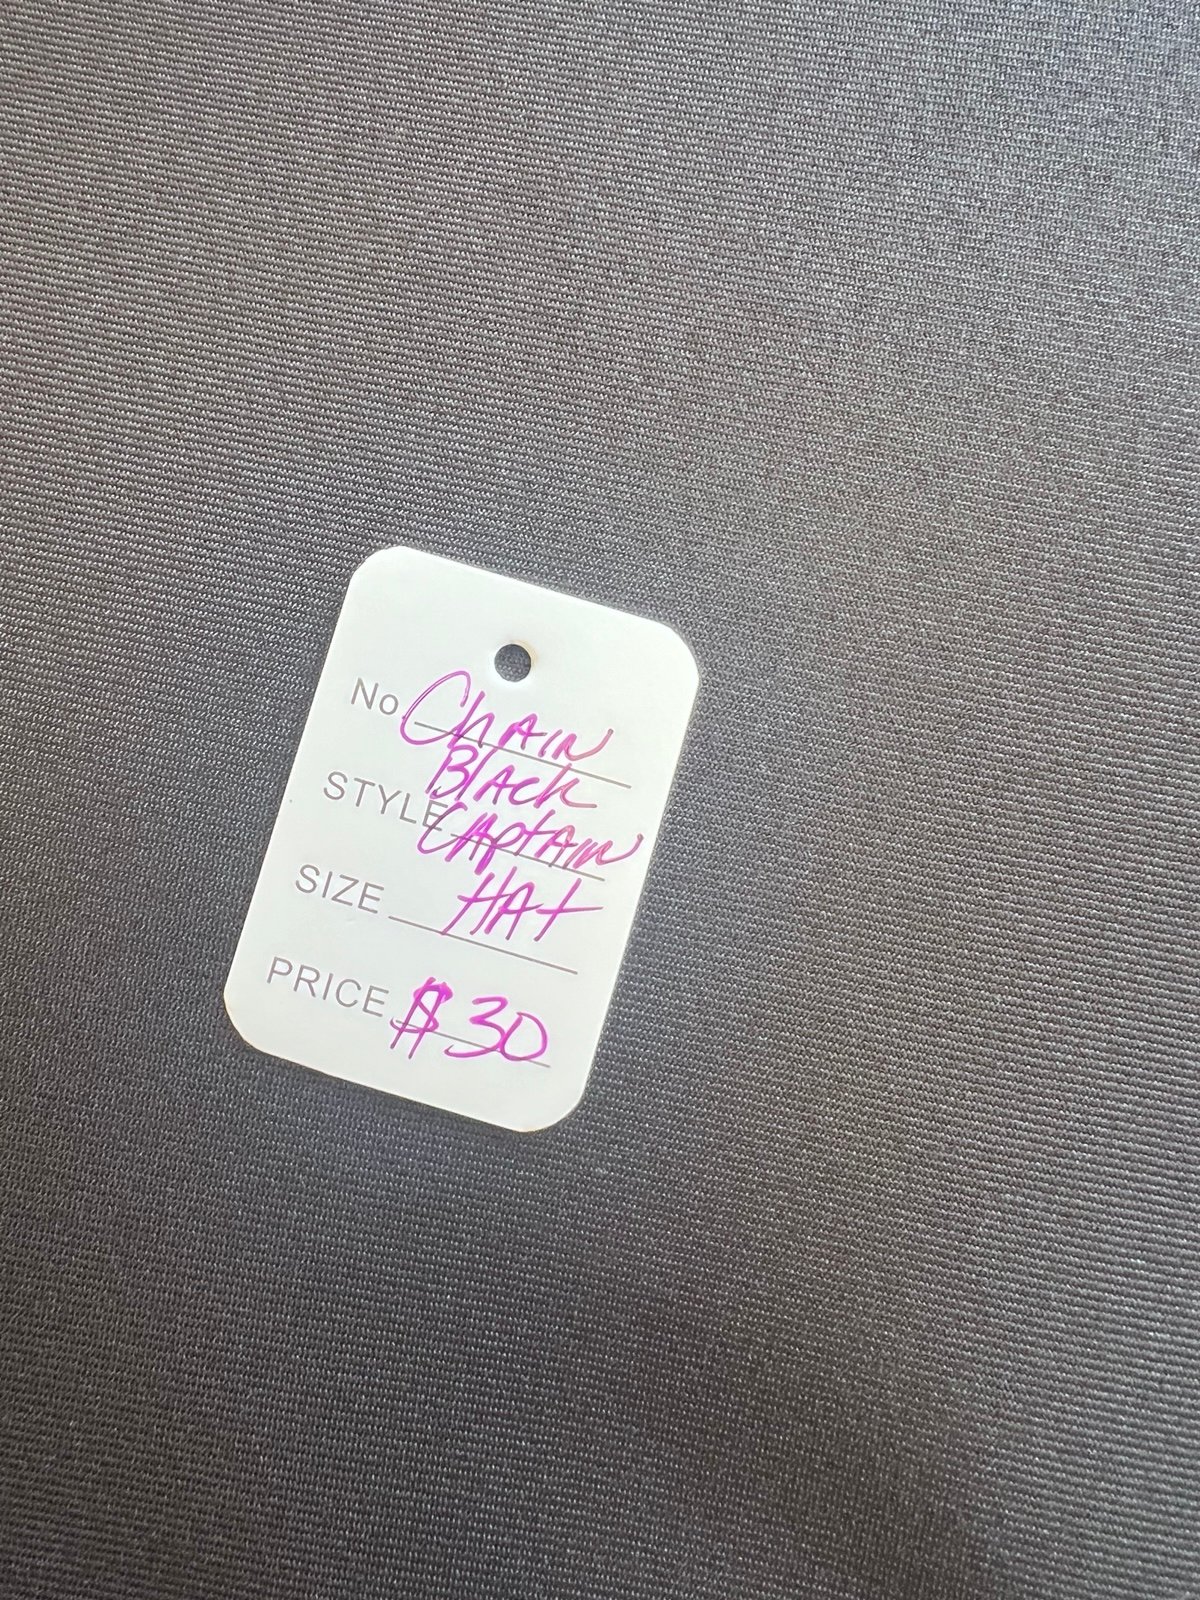 No. Chain
Black
STYLE Captain
SIZE Hat
PRICE $30